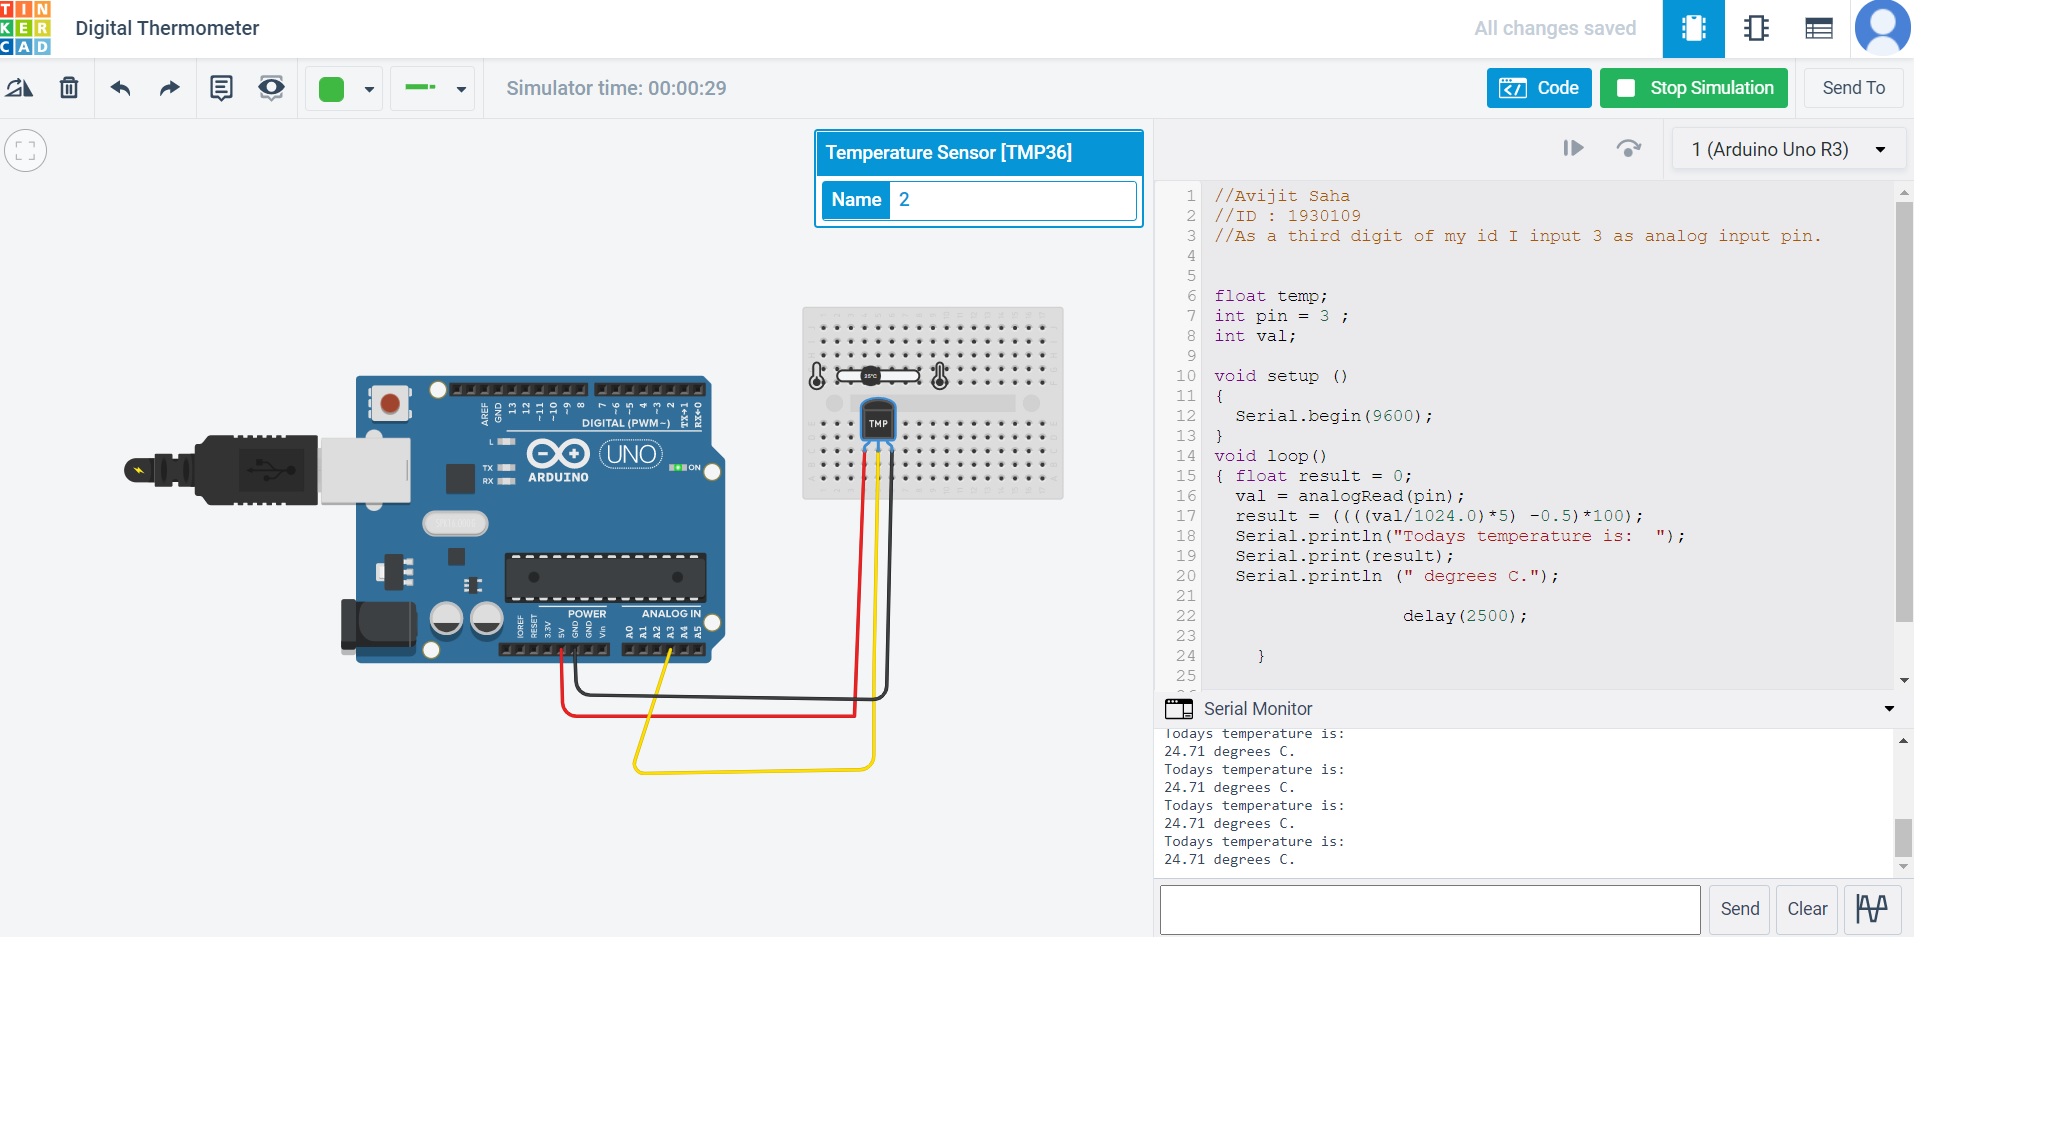 TIN
KER
CAD
Digital Thermometer
All changes saved
Simulator time: 00:00:29
Code
Stop Simulation
Send To
Temperature Sensor [TMP36]
Name 2
1 (Arduino Uno R3)
1 //Avijit Saha
2 //ID : 1930109
3 //As a third digit of my id I input 3 as analog input pin.
4
5
6 float temp;
7 int pin = 3 ;
8 int val;
9
10 void setup ()
11 {
12 Serial.begin(9600);
13 }
14 void loop()
15 { float result = 0;
16 val = analogRead(pin);
17 result = ((((val/1024.0)*5) -0.5)*100);
18 Serial.println("Todays temperature is:  ");
19 Serial.print(result);
20 Serial.println (" degrees C.");
21
22 delay(2500);
23
24 }
25
AREF GND 13 12 ~11 ~10 ~9 8 7 ~6 ~5 4 ~3 2 TX→1 RX←0
DIGITAL (PWM~)
L
TX
RX
ARDUINO
UNO
ON
25°C
TMP
POWER
ANALOG IN
IOREF RESET 3.3V 5V GND GND Vin A0 A1 A2 A3 A4 A5
Serial Monitor
Todays temperature is:
24.71 degrees C.
Todays temperature is:
24.71 degrees C.
Todays temperature is:
24.71 degrees C.
Todays temperature is:
24.71 degrees C.
Send
Clear